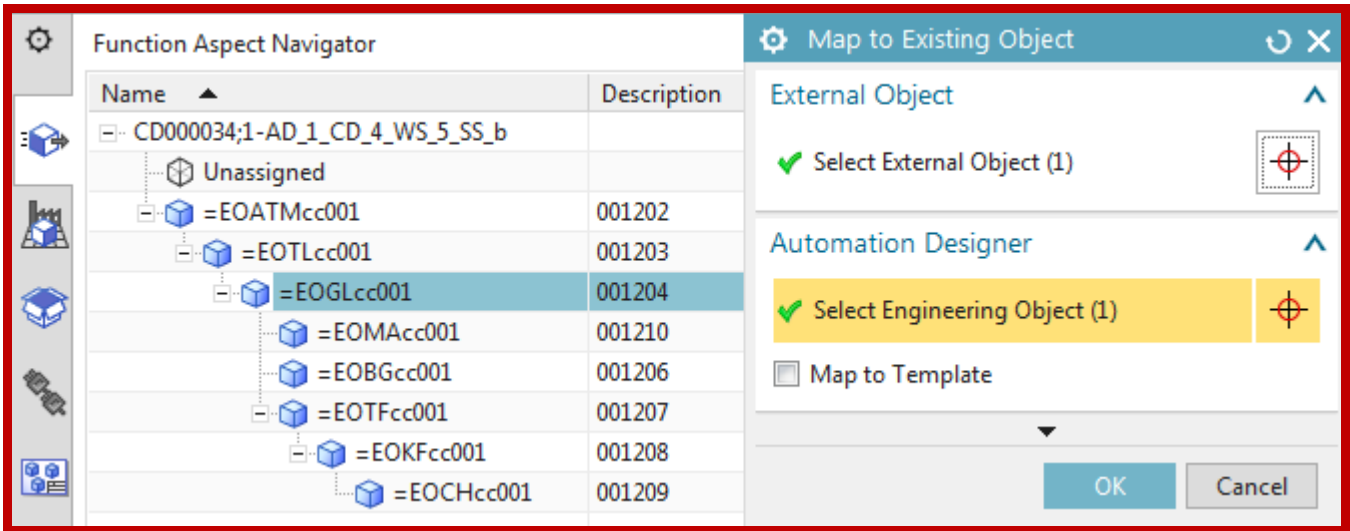 Function Aspect Navigator
Name Description
CD000034;1-AD_1_CD_4_WS_5_SS_b
Unassigned
=EOATMcc001 001202
=EOTLcc001 001203
=EOGLcc001 001204
=EOMAcc001 001210
=EOBGcc001 001206
=EOTFcc001 001207
=EOKFcc001 001208
=EOCHcc001 001209
Map to Existing Object
External Object
Select External Object (1)
Automation Designer
Select Engineering Object (1)
Map to Template
OK Cancel